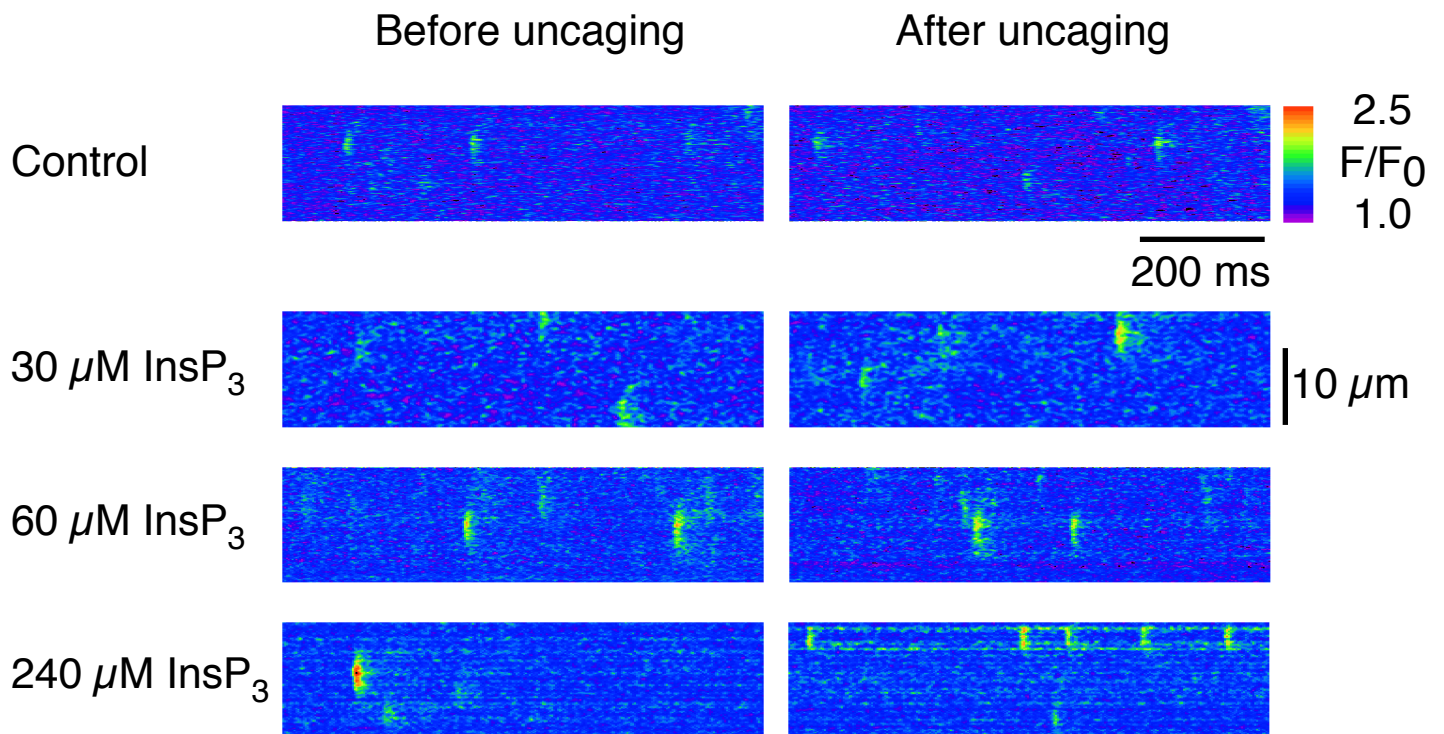 Before uncaging After uncaging
Control
2.5
F/F0
1.0
200 ms
30 µM InsP3
10 µm
60 µM InsP3
240 µM InsP3